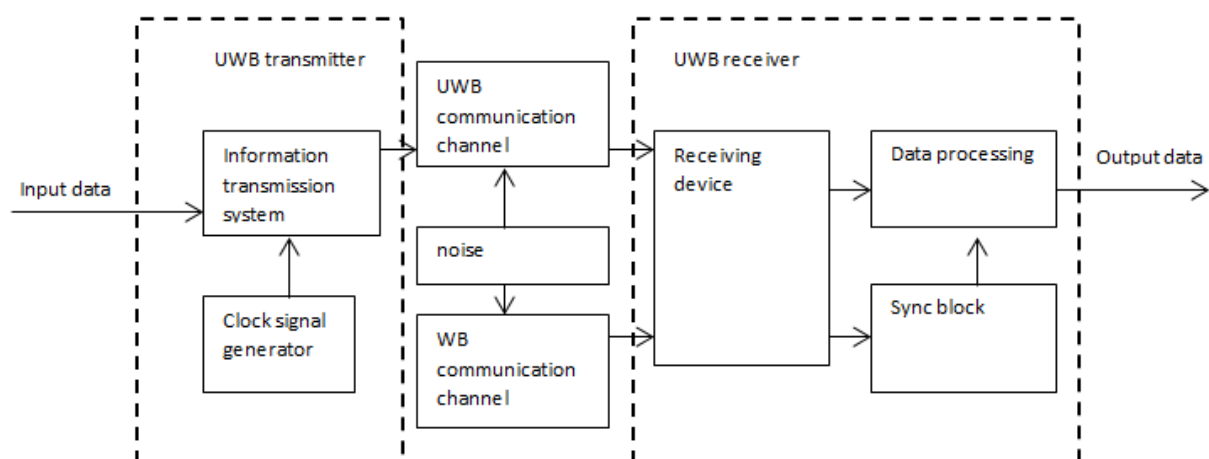 UWB transmitter
UWB receiver
UWB
communication
channel
Information
transmission
system
Receiving
device
Data processing
Output data
Input data
noise
Clock signal
generator
Sync block
WB
communication
channel